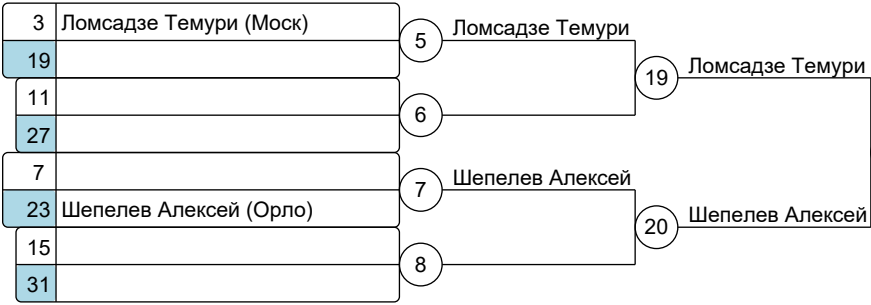 3 Ломсадзе Темури (Моск)
19
5 Ломсадзе Темури
19 Ломсадзе Темури
11
27
6
7
23 Шепелев Алексей (Орло)
7 Шепелев Алексей
20 Шепелев Алексей
15
31
8